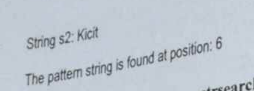 String s2: Kicit
The pattern string is found at position: 6